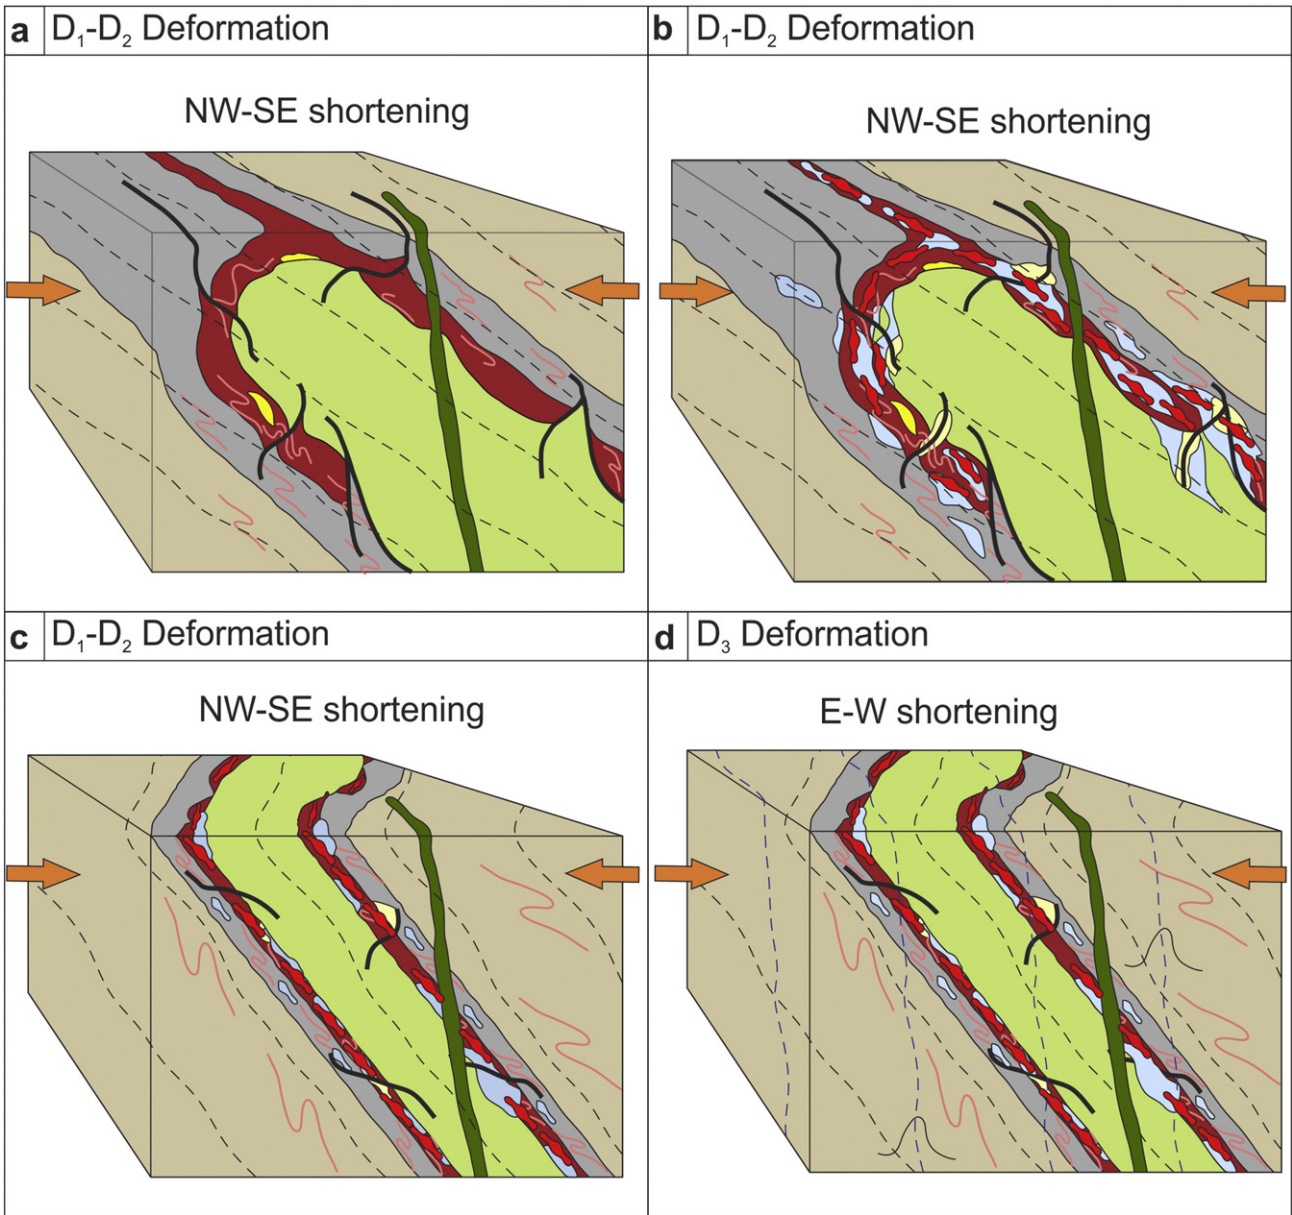 a D₁-D₂ Deformation
NW-SE shortening
b D₁-D₂ Deformation
NW-SE shortening
c D₁-D₂ Deformation
NW-SE shortening
d D₃ Deformation
E-W shortening